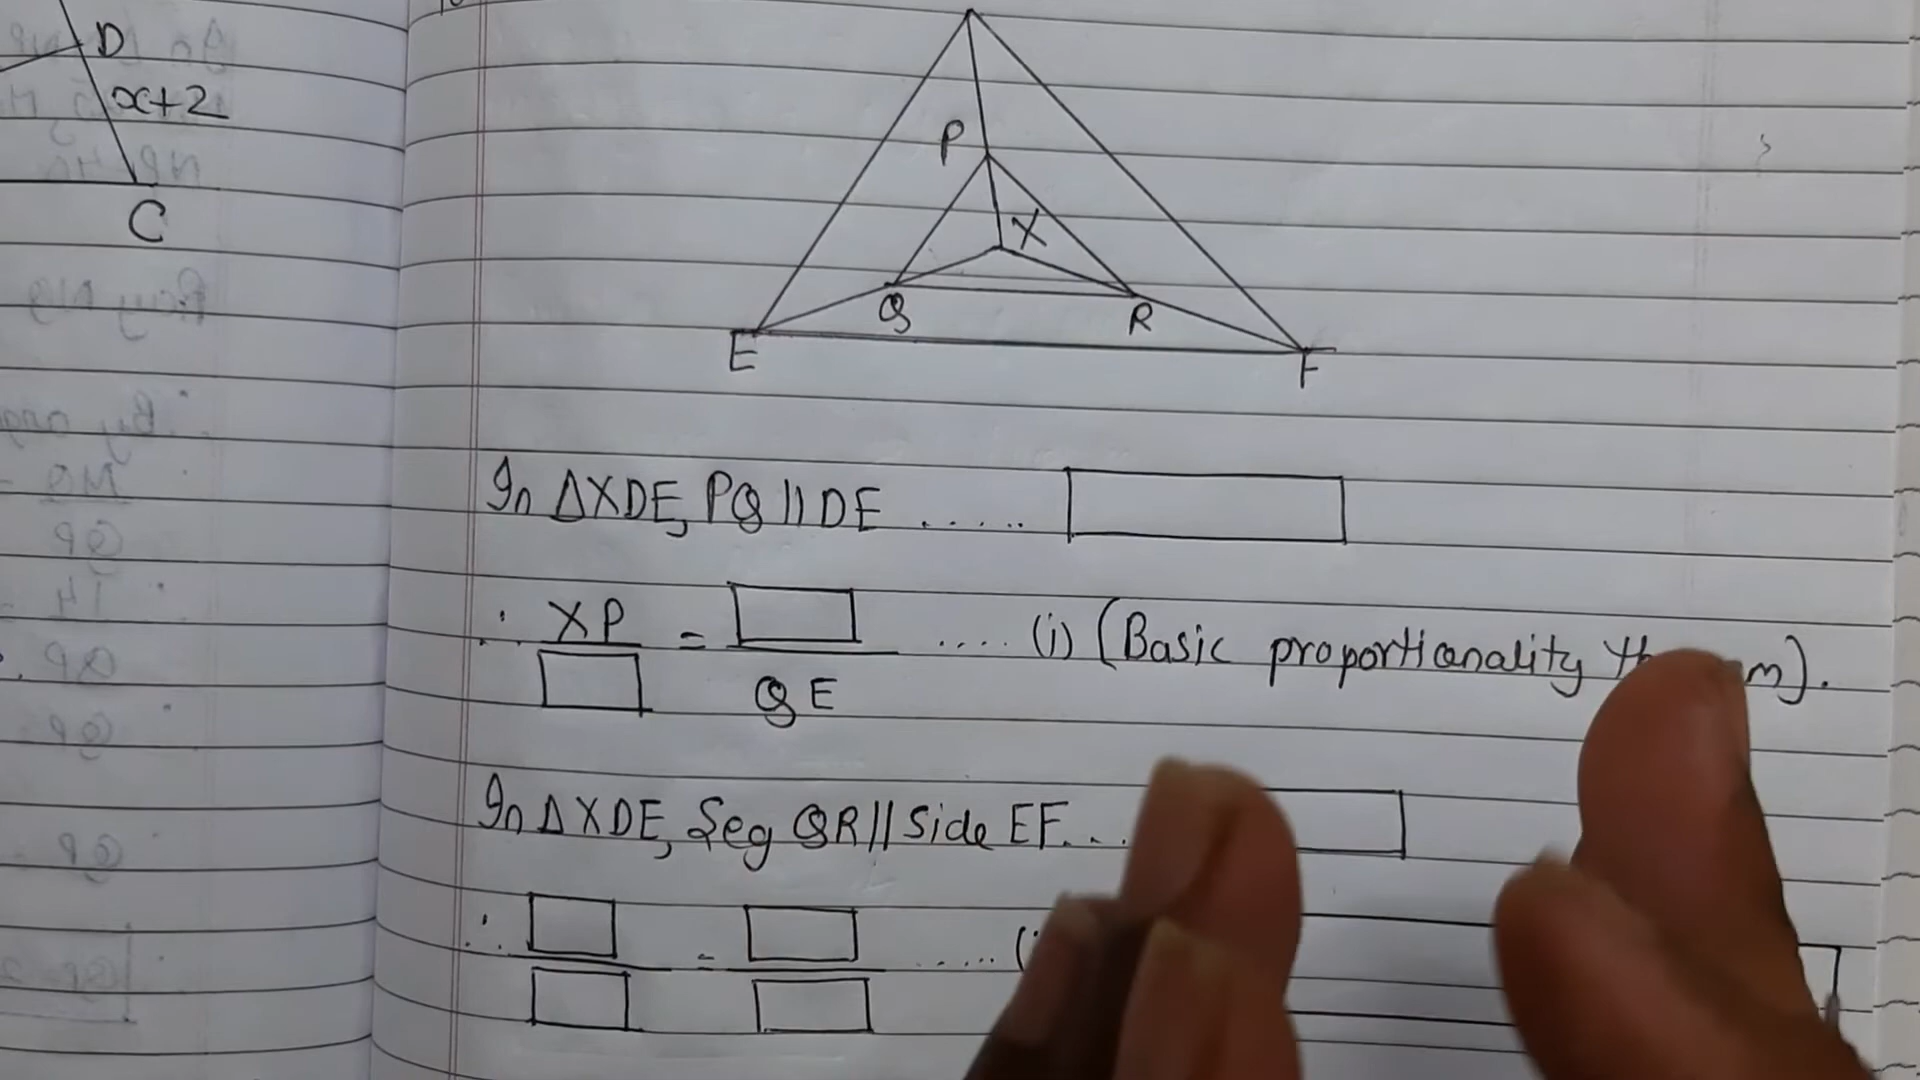 D
x+2
C
P
X
Q
R
E
F
In ΔXDE, PQ || DE .....
∴ XP
= ..... (i) (Basic proportionality
QE
In ΔXDE, Seg QR || Side EF...
∴ = .....